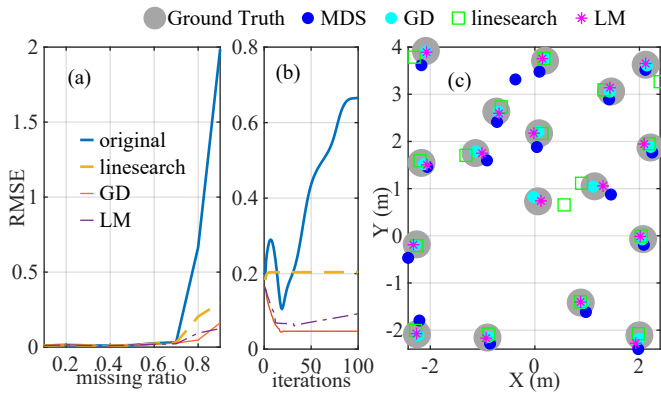 Ground Truth MDS GD linesearch LM
2
1.5
1
0.5
0
0.2 0.4 0.6 0.8
RMSE
missing ratio
(a)
original
linesearch
GD
LM
0.8
0.6
0.4
0.2
0
0 50 100
iterations
(b)
4
3
2
1
0
-1
-2
-2 0 2
Y (m)
X (m)
(c)